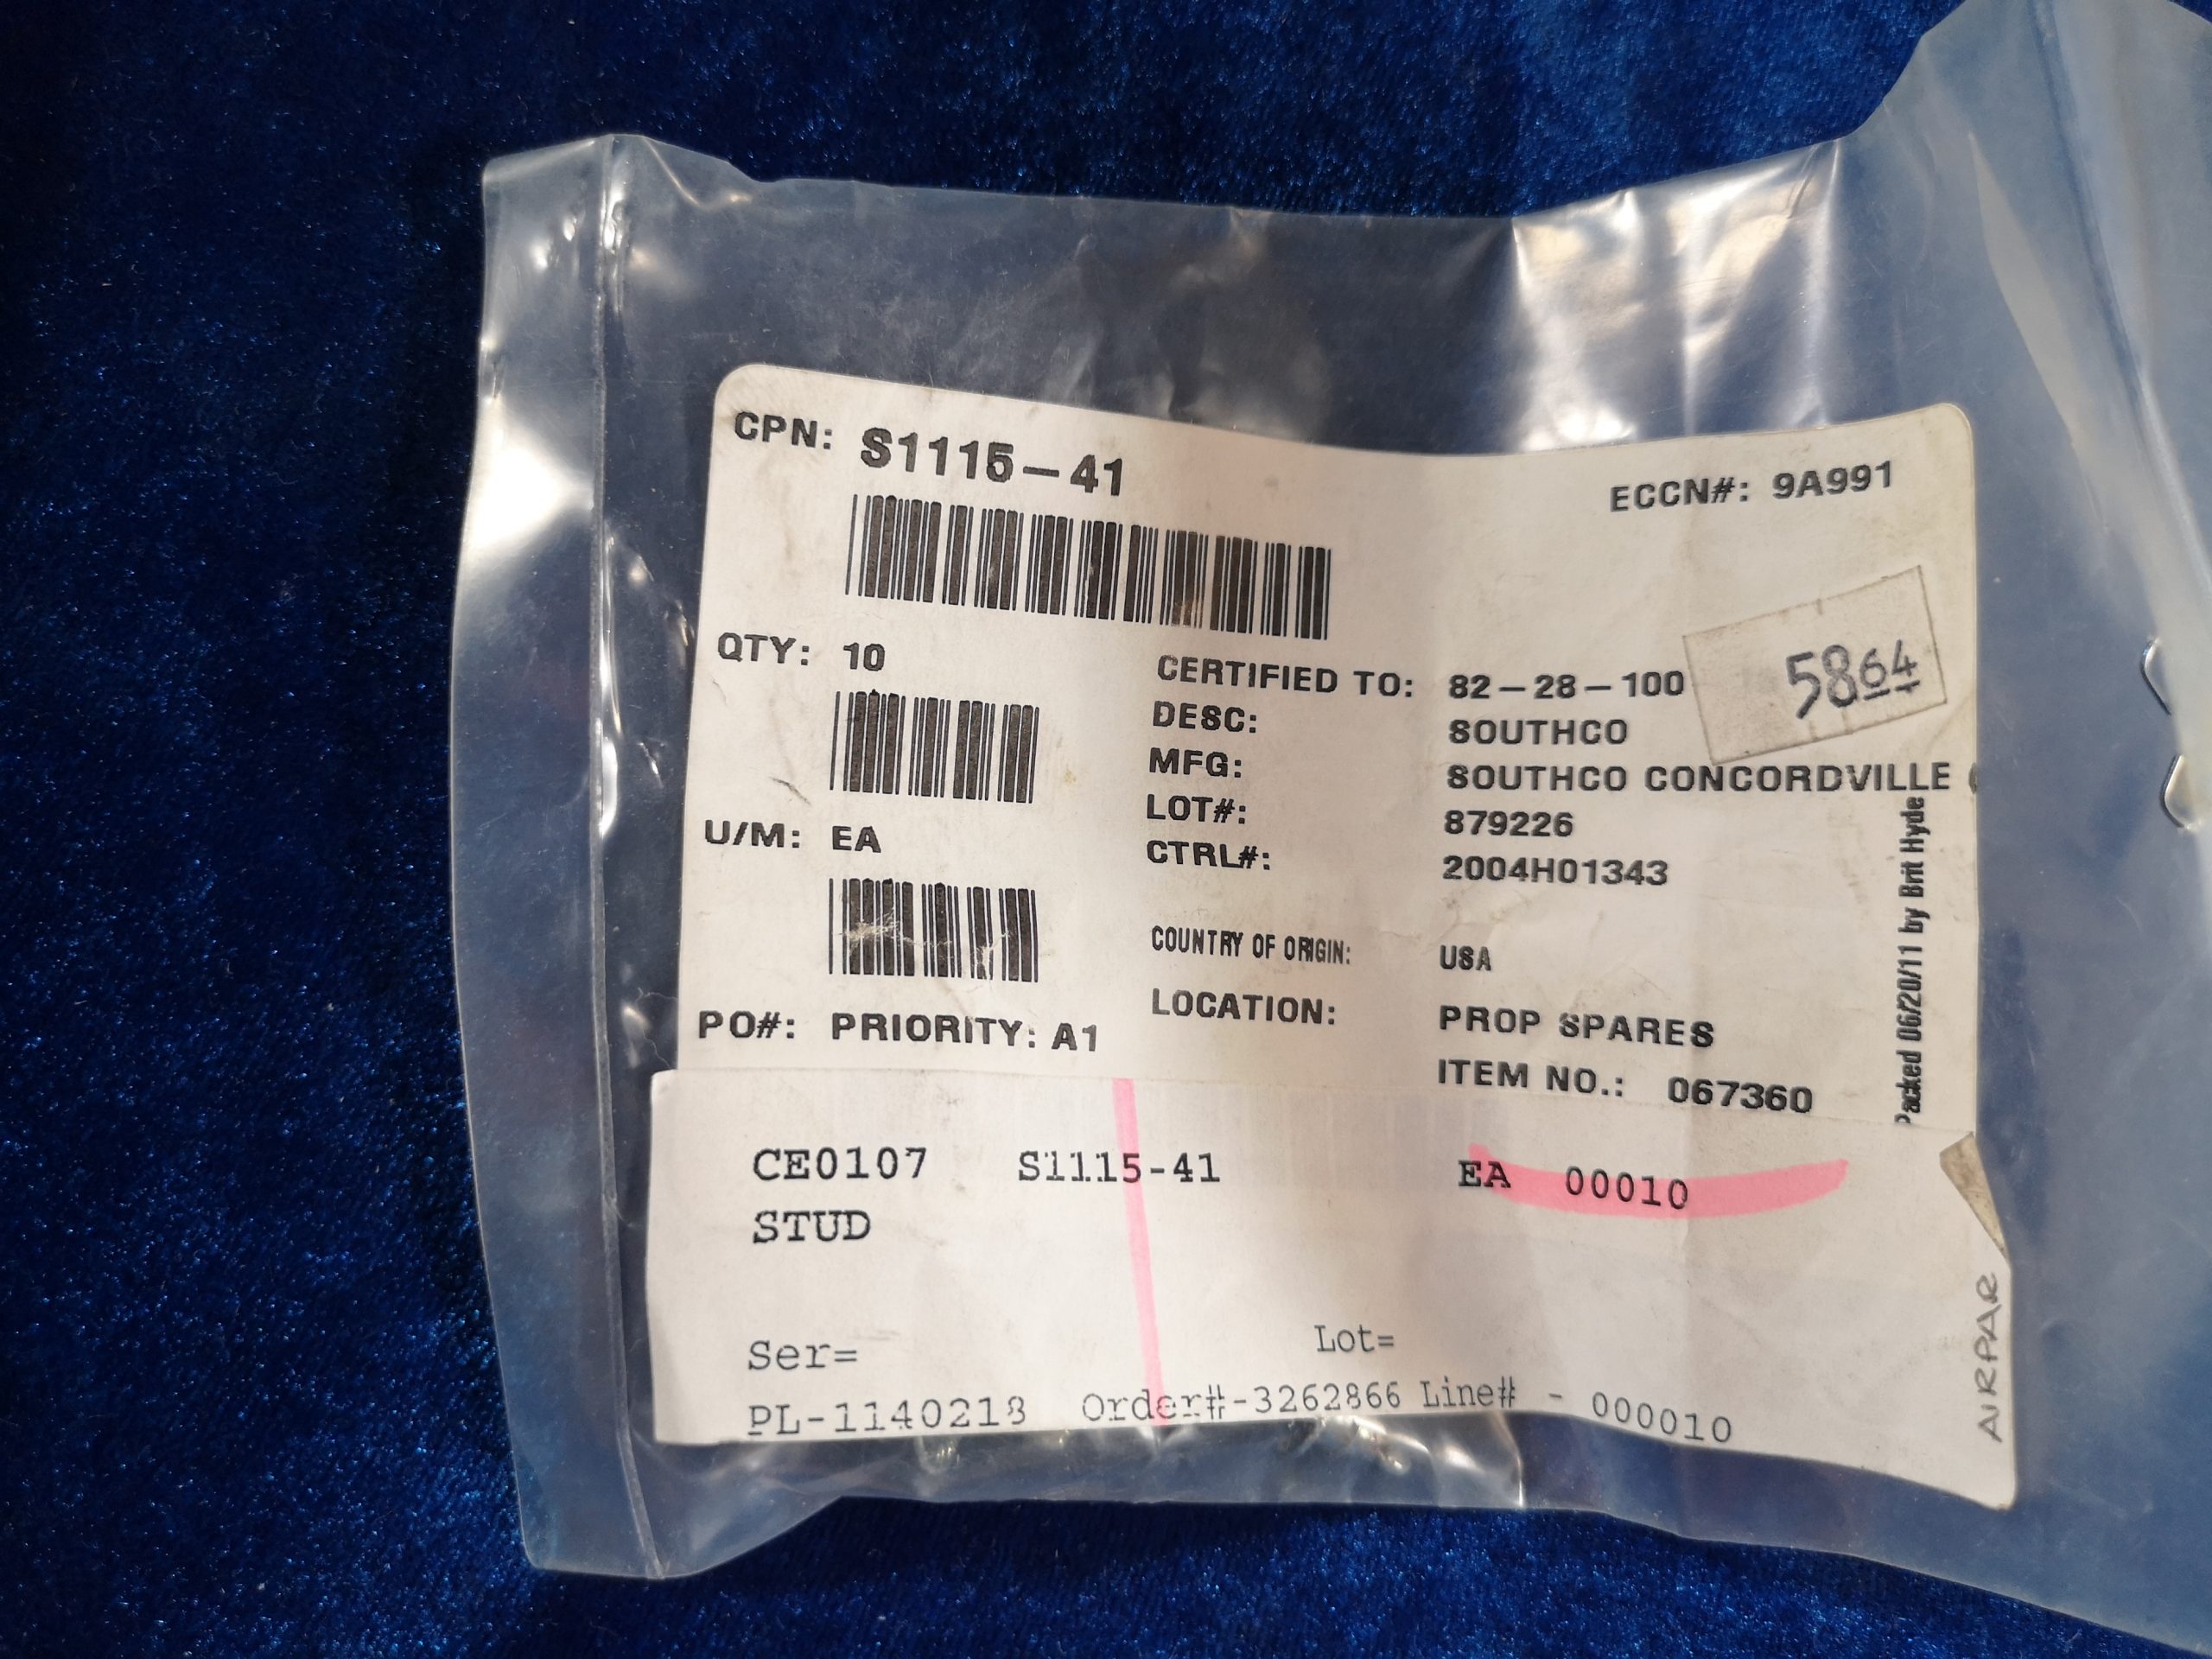 CPN: S1115-41
ECCN#: 9A991
QTY: 10
CERTIFIED TO: 82-28-100
5864
DESC: SOUTHCO
MFG: SOUTHCO CONCORDVILLE
LOT#: 879226
U/M: EA
CTRL#: 2004H01343
COUNTRY OF ORIGIN: USA
PO#: PRIORITY: A1
LOCATION: PROP SPARES
ITEM NO.: 067360
Packed 06/20/11 by Brit Hyde
CE0107 S1115-41 EA 00010
STUD
Ser= Lot=
PL-1140218 Order#-3262866 Line# - 000010
AIRPAR